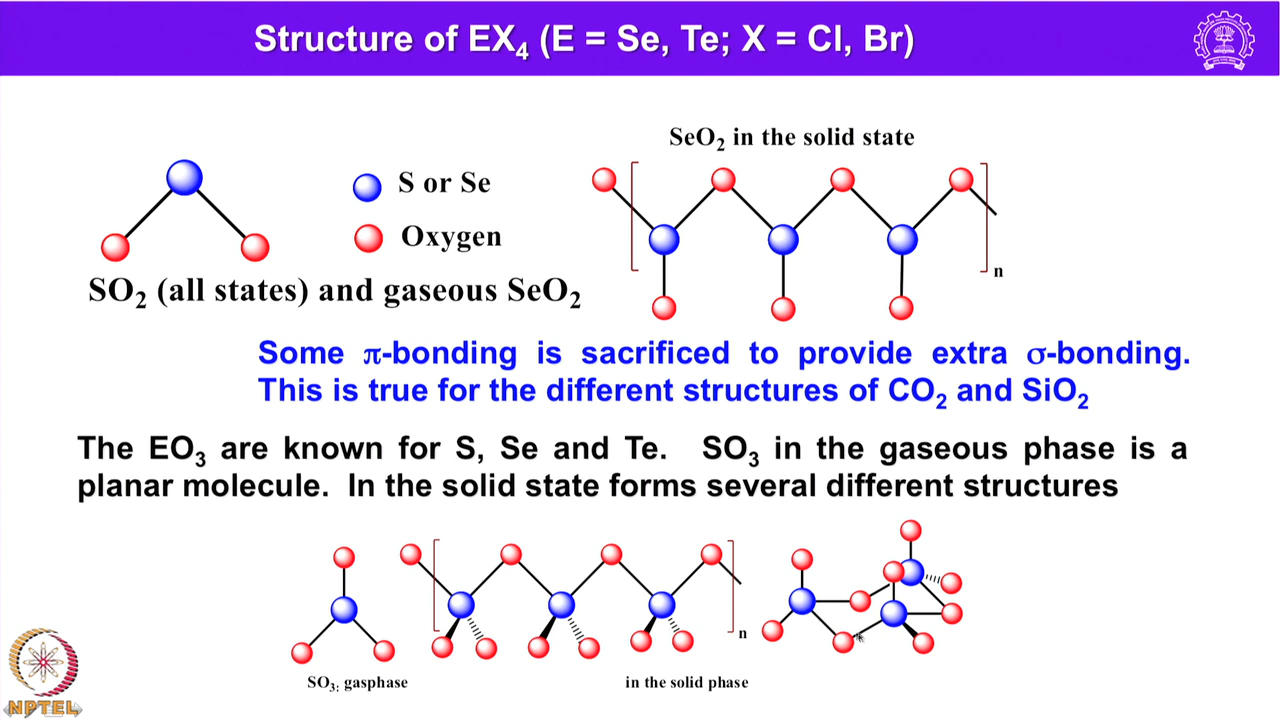 Structure of EX4 (E = Se, Te; X = Cl, Br)
SeO2 in the solid state
S or Se
Oxygen
n
SO2 (all states) and gaseous SeO2
Some π-bonding is sacrificed to provide extra σ-bonding.
This is true for the different structures of CO2 and SiO2
The EO3 are known for S, Se and Te. SO3 in the gaseous phase is a
planar molecule. In the solid state forms several different structures
n
SO3: gasphase
in the solid phase
NPTEL